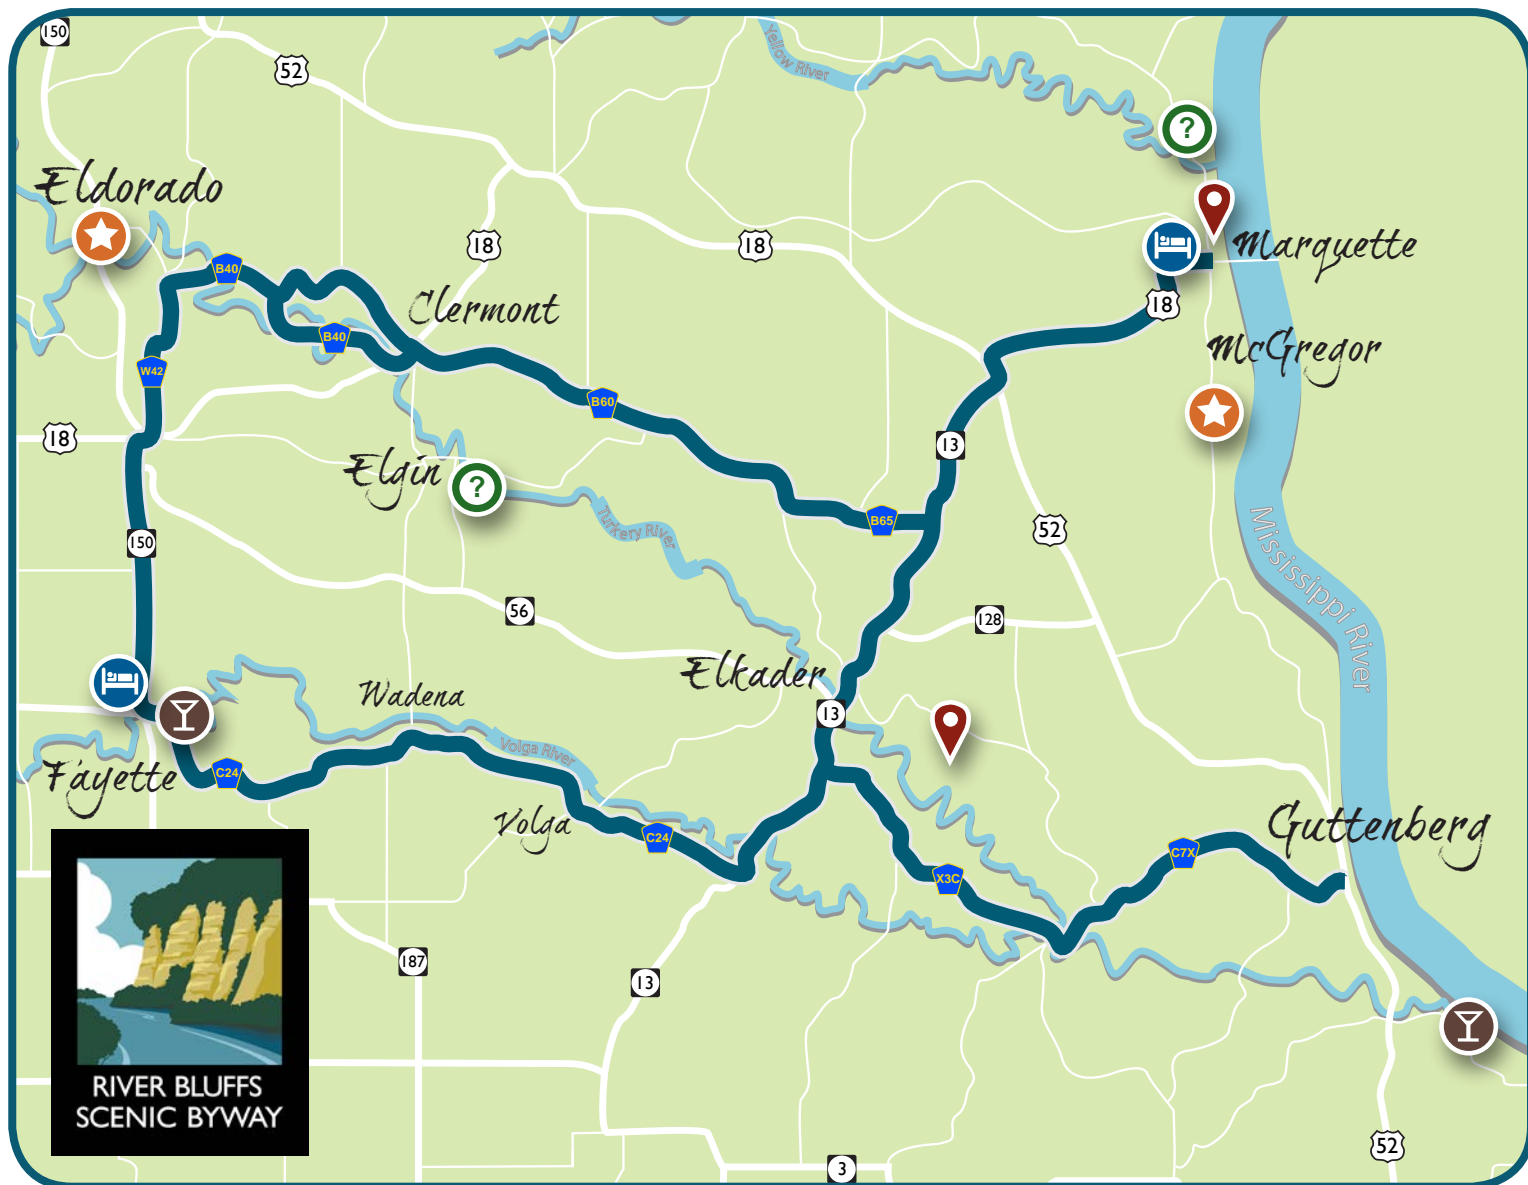 150
52
Yellow River
?
Eldorado
18
18
Marquette
B40
Clermont
18
B40
McGregor
W42
B60
18
13
Elgin
?
Turkery River
B65
52
Mississippi River
150
56
128
Elkader
Wadena
13
Volga River
Fayette
C24
Volga
C24
Guttenberg
C7X
X3C
187
13
RIVER BLUFFS
SCENIC BYWAY
52
3